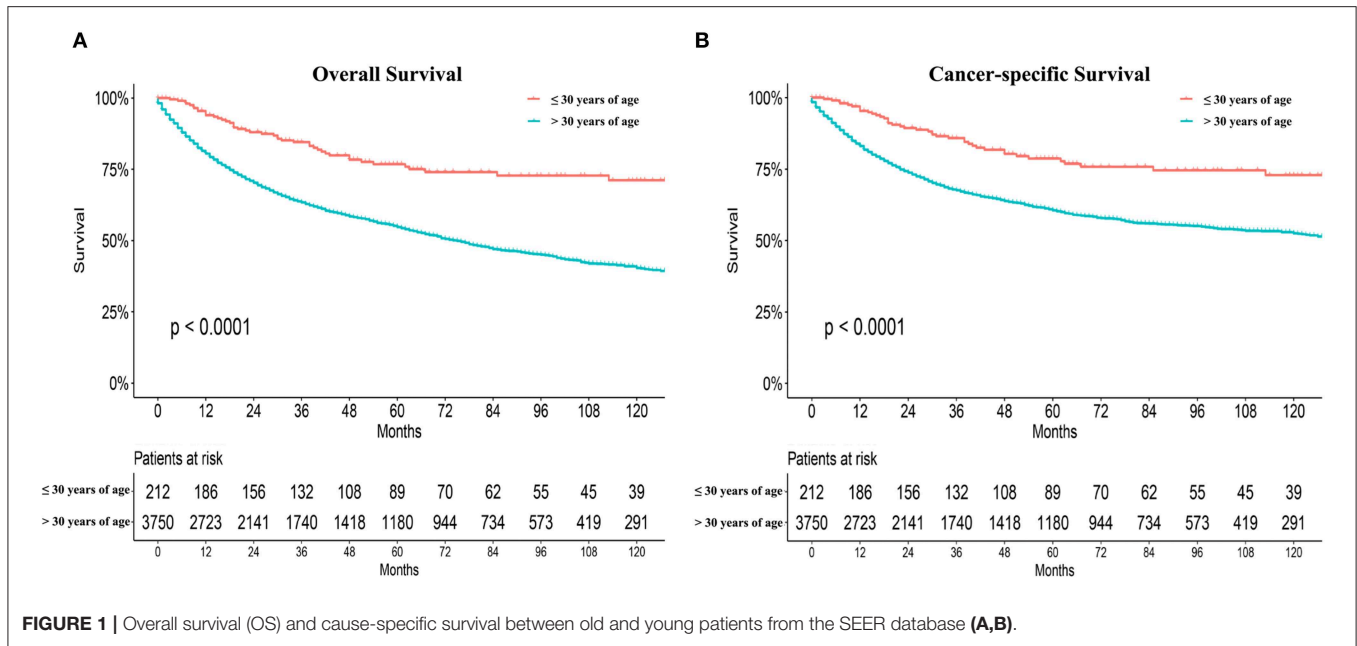 A
Overall Survival
≤ 30 years of age
> 30 years of age
100%
75%
50%
25%
0%
Survival
p < 0.0001
0 12 24 36 48 60 72 84 96 108 120
Months
Patients at risk
≤ 30 years of age 212 186 156 132 108 89 70 62 55 45 39
> 30 years of age 3750 2723 2141 1740 1418 1180 944 734 573 419 291
0 12 24 36 48 60 72 84 96 108 120
Months
B
Cancer-specific Survival
≤ 30 years of age
> 30 years of age
100%
75%
50%
25%
0%
Survival
p < 0.0001
0 12 24 36 48 60 72 84 96 108 120
Months
Patients at risk
≤ 30 years of age 212 186 156 132 108 89 70 62 55 45 39
> 30 years of age 3750 2723 2141 1740 1418 1180 944 734 573 419 291
0 12 24 36 48 60 72 84 96 108 120
Months
FIGURE 1 | Overall survival (OS) and cause-specific survival between old and young patients from the SEER database (A,B).